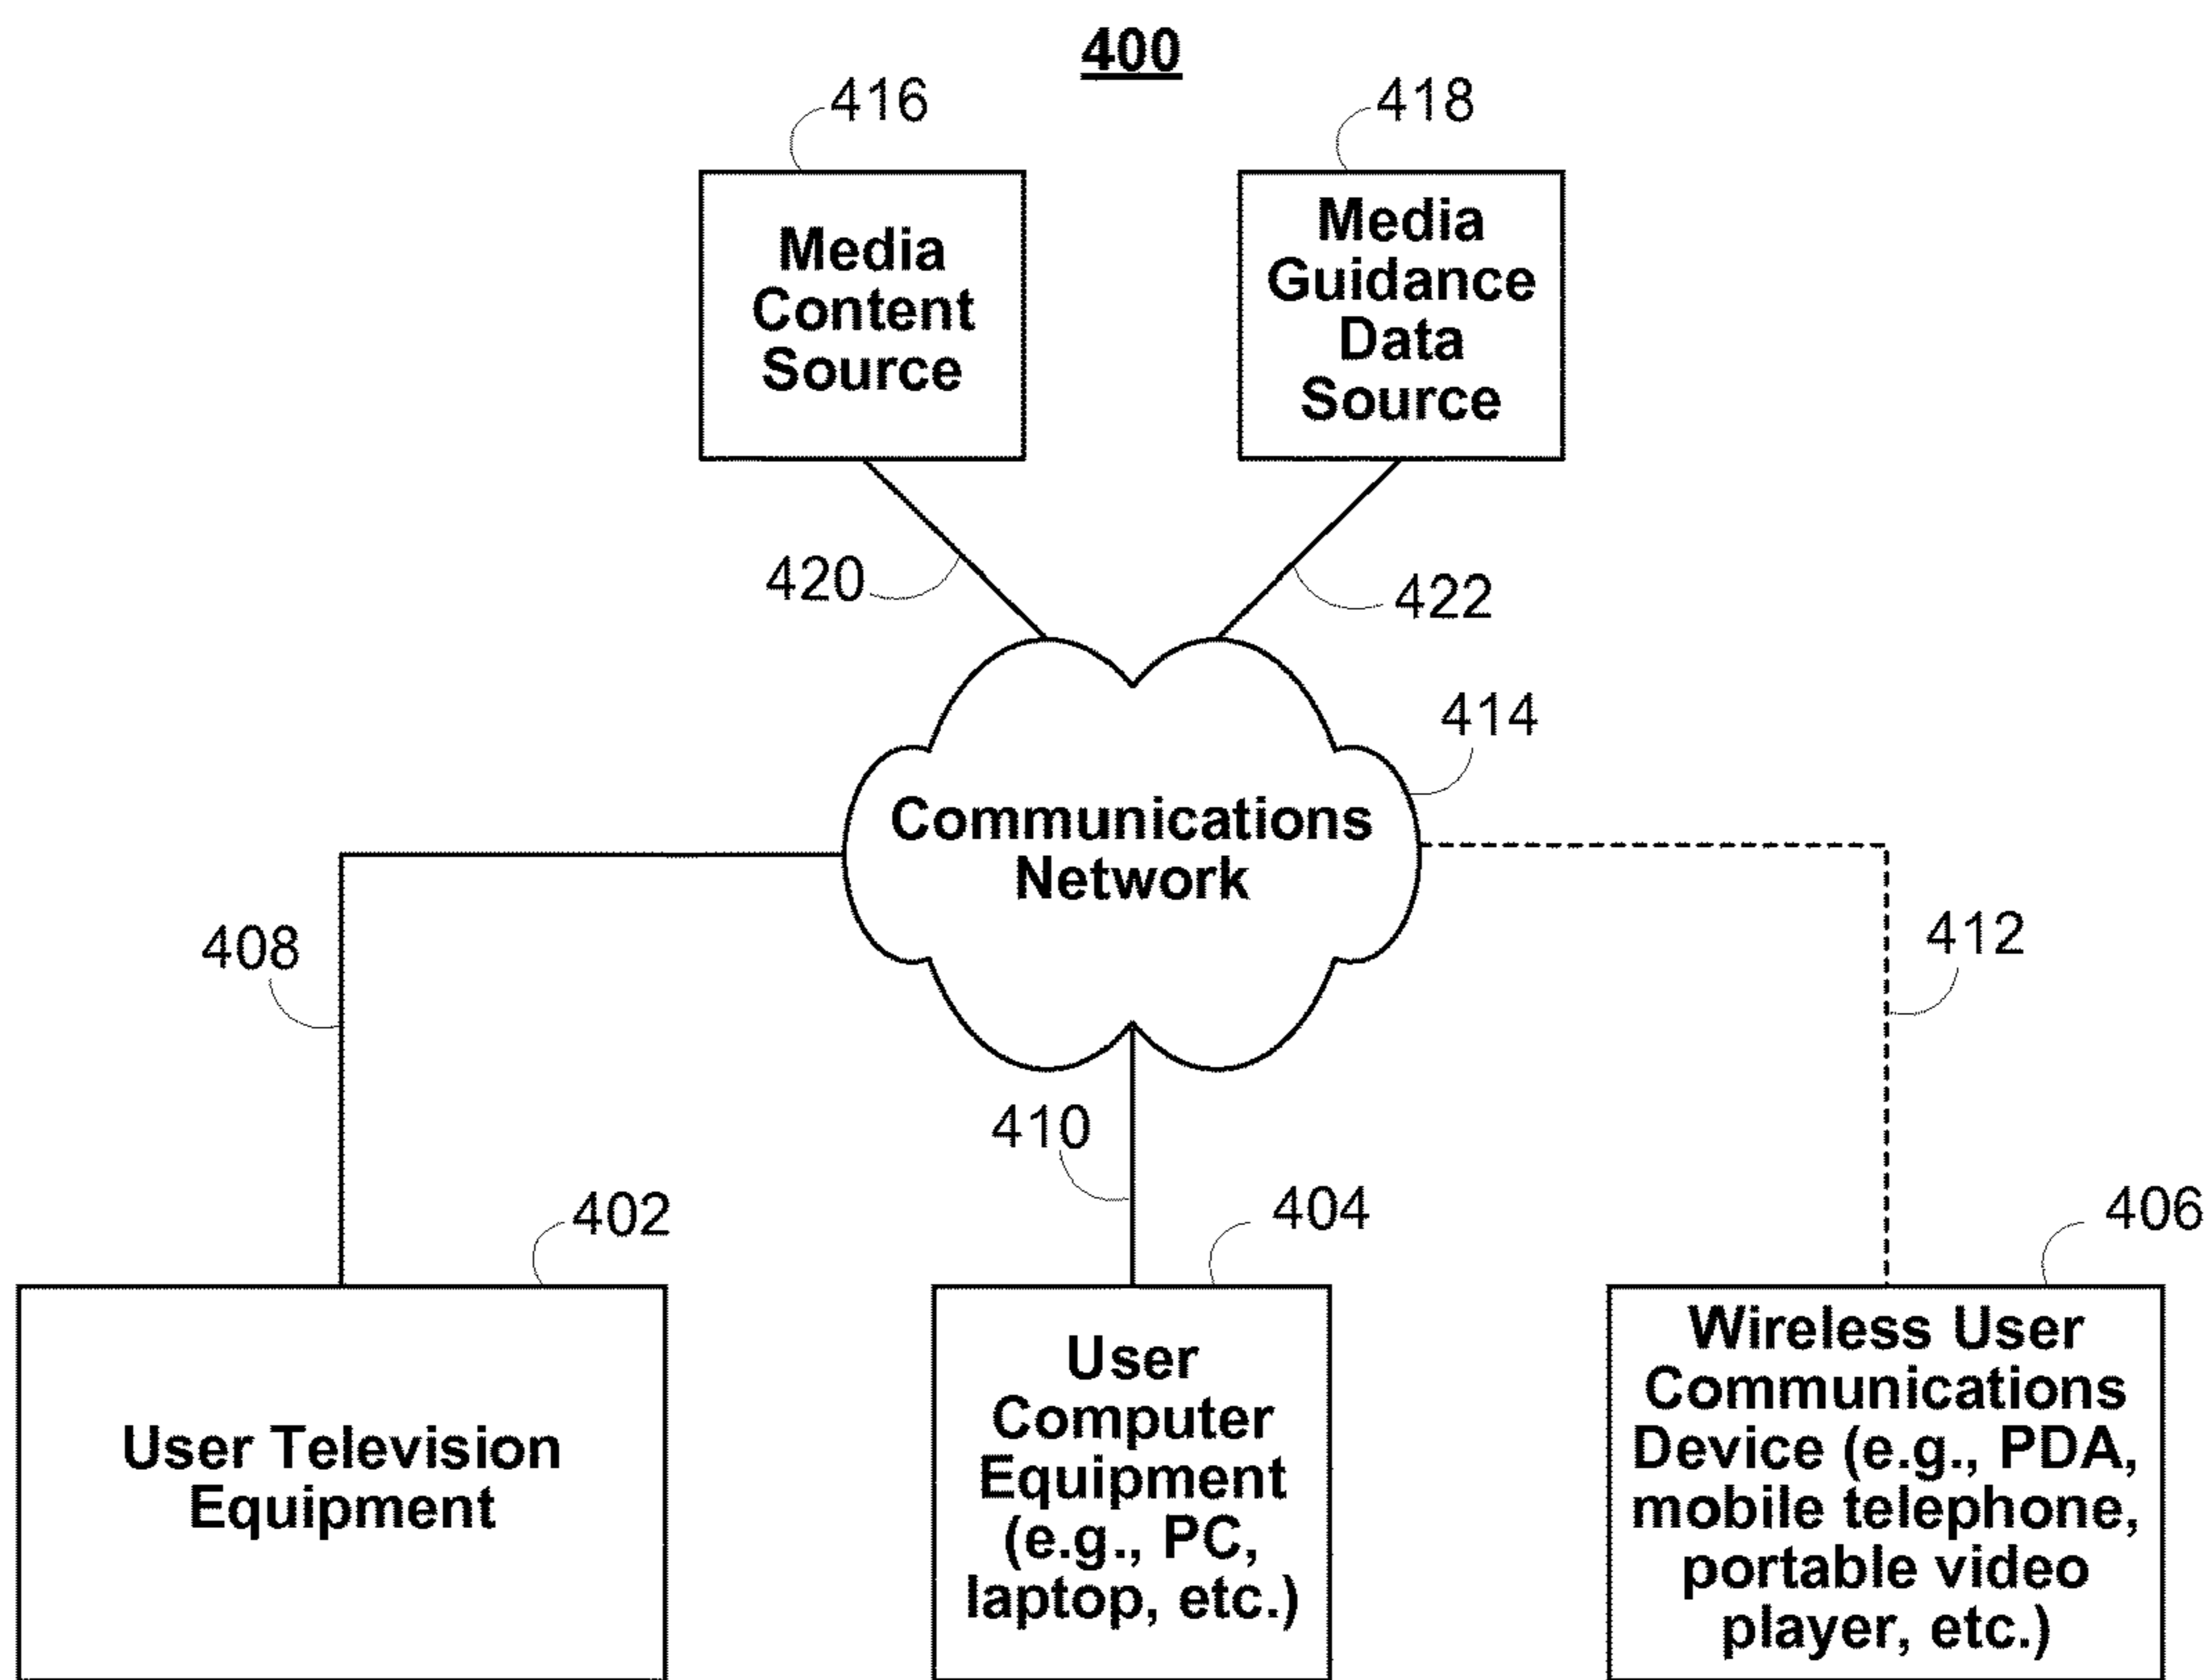 400
416
418
Media
Content
Source
Media
Guidance
Data
Source
420
422
414
Communications
Network
408
412
410
402
404
406
User Television
Equipment
User
Computer
Equipment
(e.g., PC,
laptop, etc.)
Wireless User
Communications
Device (e.g., PDA,
mobile telephone,
portable video
player, etc.)